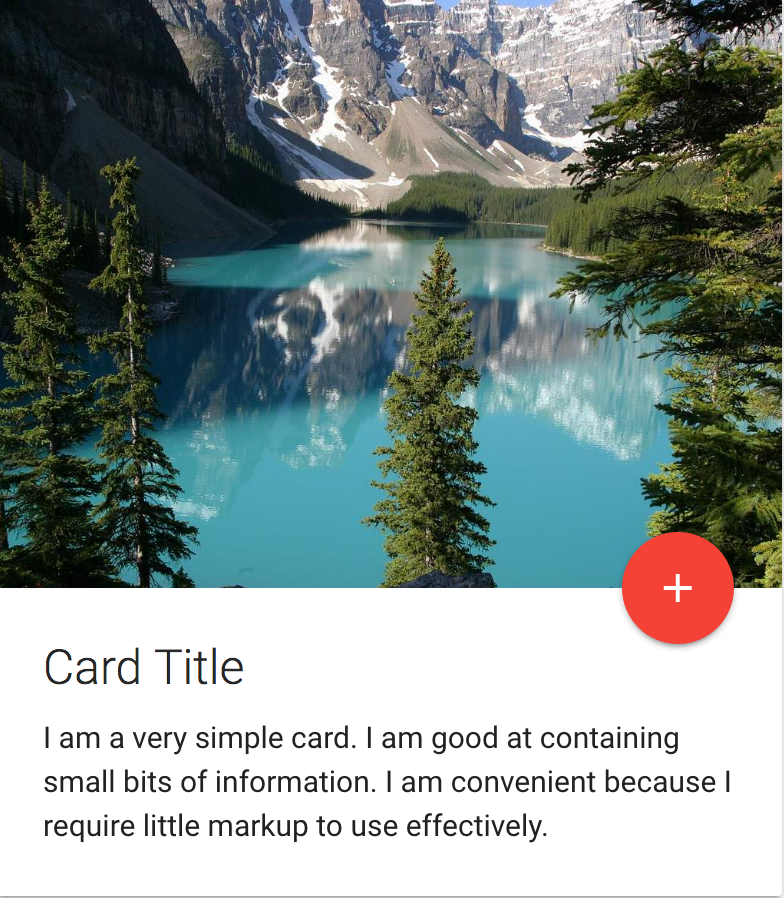 +
Card Title
I am a very simple card. I am good at containing
small bits of information. I am convenient because I
require little markup to use effectively.